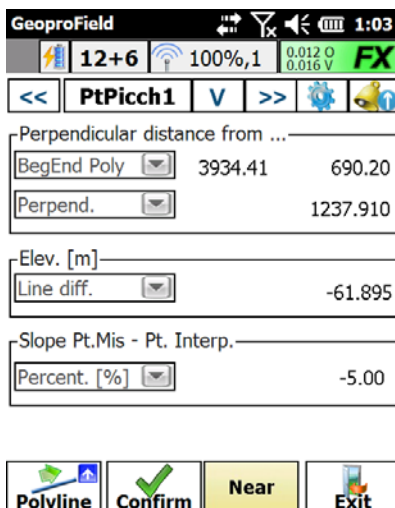 GeoproField 1:03
12+6 100%,1 0.012 O FX
0.016 V
<< PtPicch1 V >>
Perpendicular distance from ...
BegEnd Poly 3934.41 690.20
Perpend. 1237.910
Elev. [m]
Line diff. -61.895
Slope Pt.Mis - Pt. Interp.
Percent. [%] -5.00
Polyline Confirm Near Exit